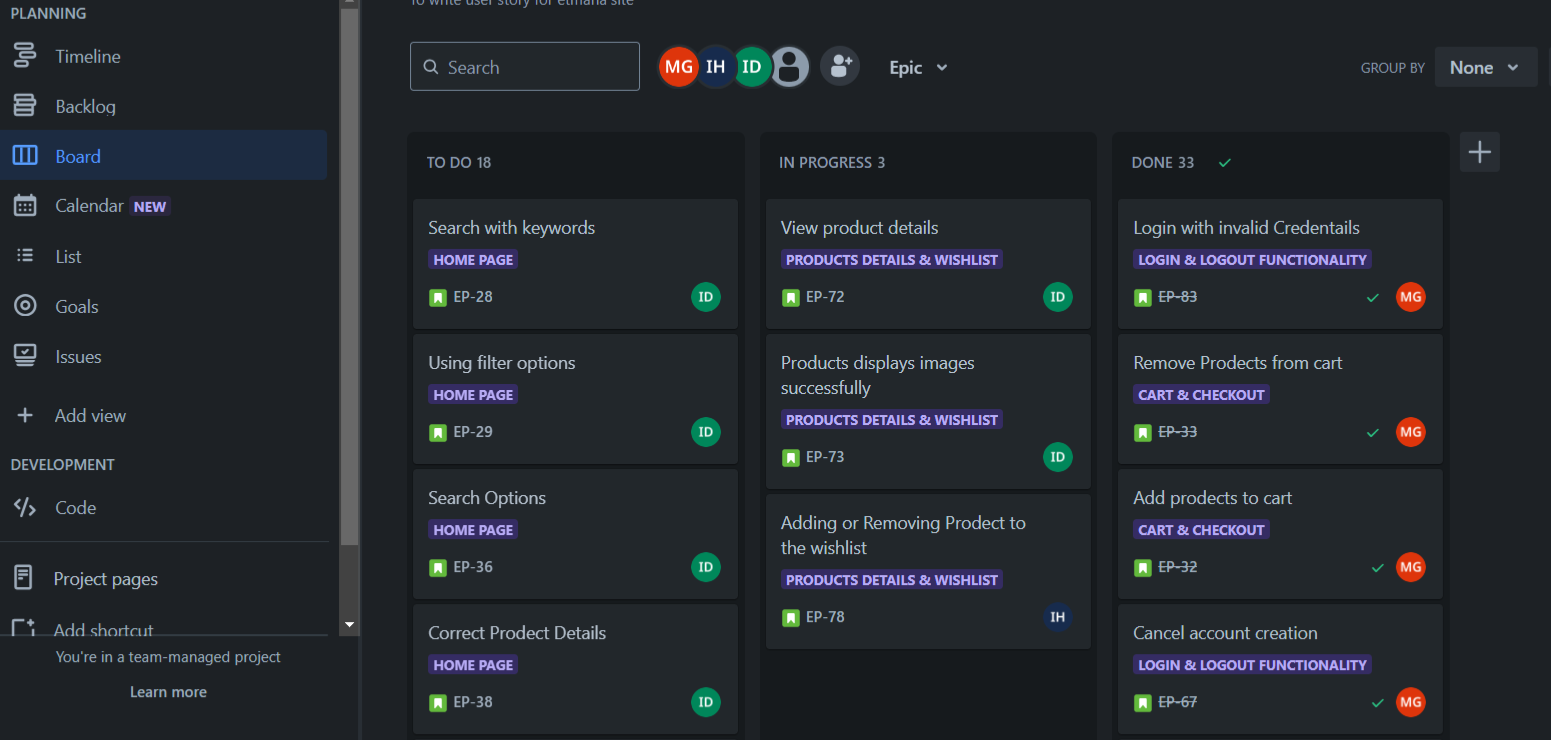 PLANNING
Timeline
Backlog
Board
Calendar NEW
List
Goals
Issues
Add view
DEVELOPMENT
Code
Project pages
Add shortcut
You're in a team-managed project
Learn more
To write user story for etmana site
Search
MG IH ID
Epic
GROUP BY None
TO DO 18
Search with keywords
HOME PAGE
EP-28 ID
Using filter options
HOME PAGE
EP-29 ID
Search Options
HOME PAGE
EP-36 ID
Correct Prodect Details
HOME PAGE
EP-38 ID
IN PROGRESS 3
View product details
PRODUCTS DETAILS & WISHLIST
EP-72 ID
Products displays images
successfully
PRODUCTS DETAILS & WISHLIST
EP-73 ID
Adding or Removing Prodect to
the wishlist
PRODUCTS DETAILS & WISHLIST
EP-78 IH
DONE 33
Login with invalid Credentails
LOGIN & LOGOUT FUNCTIONALITY
EP-83 MG
Remove Prodects from cart
CART & CHECKOUT
EP-33 MG
Add prodects to cart
CART & CHECKOUT
EP-32 MG
Cancel account creation
LOGIN & LOGOUT FUNCTIONALITY
EP-67 MG